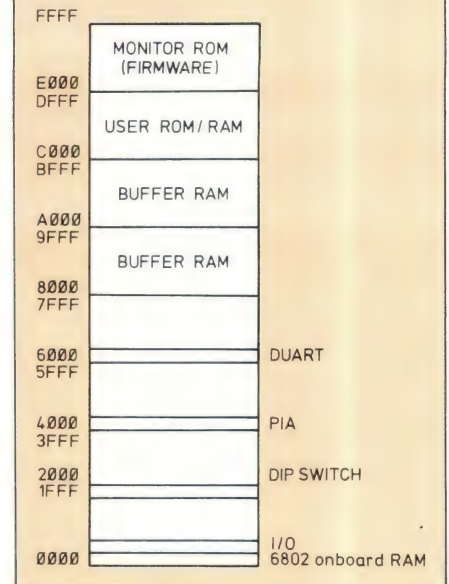 FFFF
MONITOR ROM
(FIRMWARE)
E000
DFFF
USER ROM/RAM
C000
BFFF
BUFFER RAM
A000
9FFF
BUFFER RAM
8000
7FFF
6000 DUART
5FFF
4000 PIA
3FFF
2000 DIP SWITCH
1FFF
I/O
0000 6802 onboard RAM